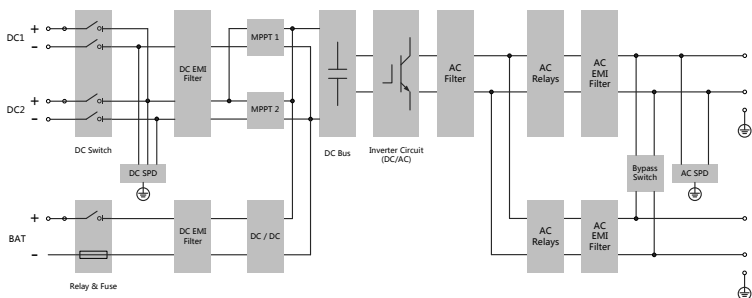 DC1
+
−
DC2
+
−
DC Switch
DC SPD
DC EMI
Filter
MPPT 1
MPPT 2
DC Bus
Inverter Circuit
(DC/AC)
AC
Filter
AC
Relays
AC
EMI
Filter
Bypass
Switch
AC SPD
BAT
+
−
Relay & Fuse
DC EMI
Filter
DC / DC
AC
Relays
AC
EMI
Filter